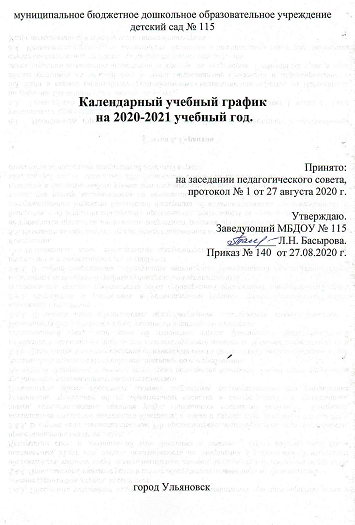 муниципальное бюджетное дошкольное образовательное учреждение
детский сад № 115
Календарный учебный график
на 2020-2021 учебный год.
Принято:
на заседании педагогического совета,
протокол № 1 от 27 августа 2020 г.
Утверждаю.
Заведующий МБДОУ № 115
Л.Н. Басырова.
Приказ № 140 от 27.08.2020 г.
город Ульяновск